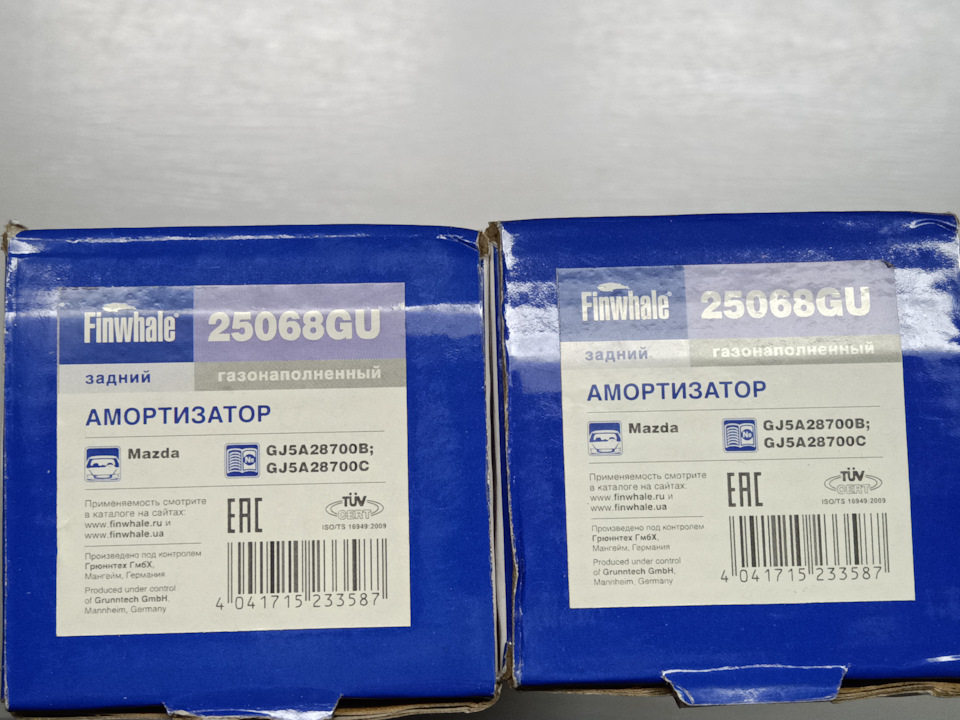 Finwhale® 25068GU
задний газонаполненный
АМОРТИЗАТОР
Mazda
№
GJ5A28700B;
GJ5A28700C
Применяемость смотрите
в каталоге на сайтах:
www.finwhale.ru и
www.finwhale.ua
EAC
TÜV
CERT
ISO/TS 16949:2009
Произведено под контролем
Грюннтех ГмбХ,
Мангейм, Германия
Produced under control
of Grunntech GmbH,
Mannheim, Germany
4 041715 233587
Finwhale® 25068GU
задний газонаполненный
АМОРТИЗАТОР
Mazda
№
GJ5A28700B;
GJ5A28700C
Применяемость смотрите
в каталоге на сайтах:
www.finwhale.ru и
www.finwhale.ua
EAC
TÜV
CERT
ISO/TS 16949:2009
Произведено под контролем
Грюннтех ГмбХ,
Мангейм, Германия
Produced under control
of Grunntech GmbH,
Mannheim, Germany
4 041715 233587